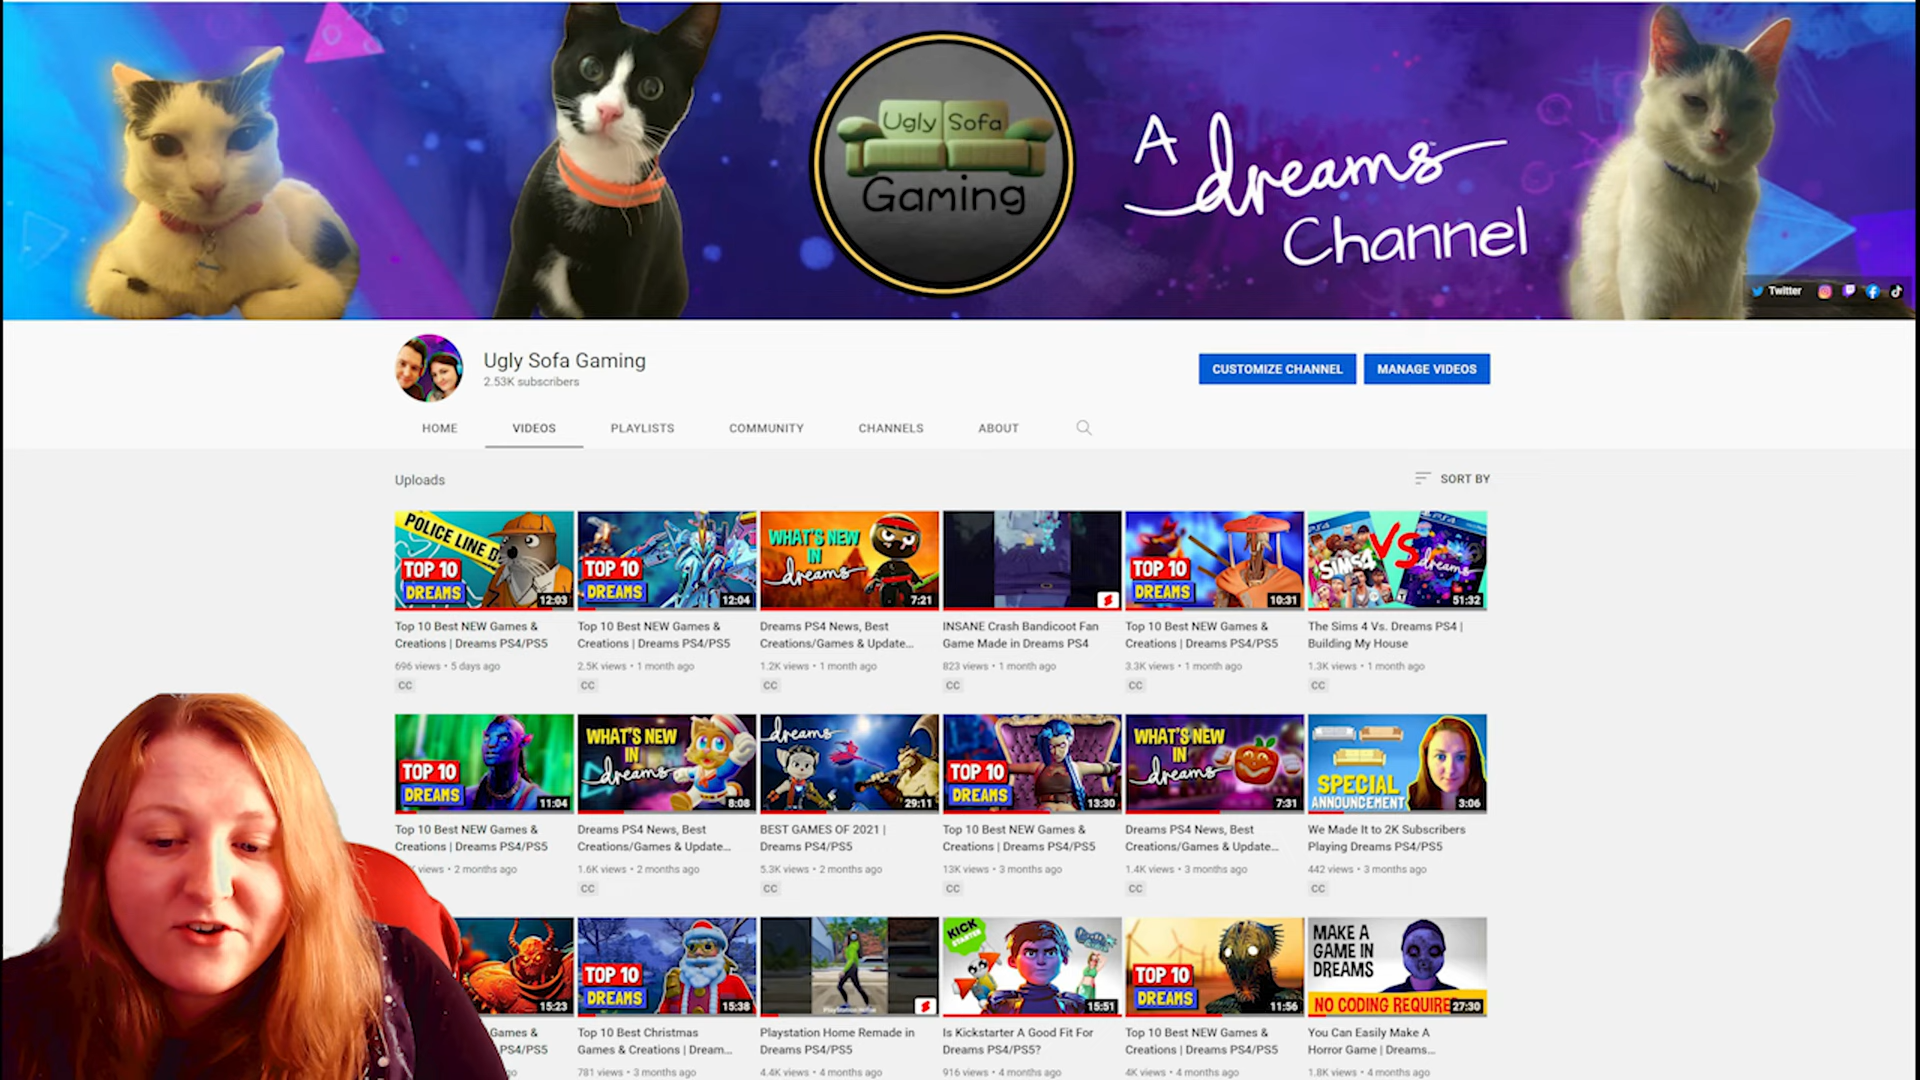 Ugly Sofa
Gaming
A dreams
Channel
Twitter
Ugly Sofa Gaming
2.53K subscribers
CUSTOMIZE CHANNEL
MANAGE VIDEOS
HOME
VIDEOS
PLAYLISTS
COMMUNITY
CHANNELS
ABOUT
Uploads
SORT BY
POLICE LINE D
TOP 10
DREAMS
12:03
TOP 10
DREAMS
12:04
WHAT'S NEW
IN
dreams
7:21
TOP 10
DREAMS
10:31
PS4
SIMS4
VS
dreams
51:32
Top 10 Best NEW Games &
Creations | Dreams PS4/PS5
696 views • 5 days ago
CC
Top 10 Best NEW Games &
Creations | Dreams PS4/PS5
2.5K views • 1 month ago
CC
Dreams PS4 News, Best
Creations/Games & Update...
1.2K views • 1 month ago
CC
INSANE Crash Bandicoot Fan
Game Made in Dreams PS4
823 views • 1 month ago
CC
Top 10 Best NEW Games &
Creations | Dreams PS4/PS5
3.3K views • 1 month ago
CC
The Sims 4 Vs. Dreams PS4 |
Building My House
1.3K views • 1 month ago
CC
TOP 10
DREAMS
11:04
WHAT'S NEW
IN
dreams
8:08
dreams
29:11
TOP 10
DREAMS
13:30
WHAT'S NEW
IN
dreams
7:31
SPECIAL
ANNOUNCEMENT
3:06
Top 10 Best NEW Games &
Creations | Dreams PS4/PS5
views • 2 months ago
Dreams PS4 News, Best
Creations/Games & Update...
1.6K views • 2 months ago
CC
BEST GAMES OF 2021 |
Dreams PS4/PS5
5.3K views • 2 months ago
CC
Top 10 Best NEW Games &
Creations | Dreams PS4/PS5
13K views • 3 months ago
CC
Dreams PS4 News, Best
Creations/Games & Update...
1.4K views • 3 months ago
CC
We Made It to 2K Subscribers
Playing Dreams PS4/PS5
442 views • 3 months ago
CC
15:23
TOP 10
DREAMS
15:38
KICK
STARTER
15:51
TOP 10
DREAMS
11:56
MAKE A
GAME IN
DREAMS
NO CODING REQUIRE
27:30
Games &
PS4/PS5
go
Top 10 Best Christmas
Games & Creations | Dream...
781 views • 3 months ago
Playstation Home Remade in
Dreams PS4/PS5
4.4K views • 4 months ago
Is Kickstarter A Good Fit For
Dreams PS4/PS5?
916 views • 4 months ago
Top 10 Best NEW Games &
Creations | Dreams PS4/PS5
4K views • 4 months ago
You Can Easily Make A
Horror Game | Dreams...
1.8K views • 4 months ago